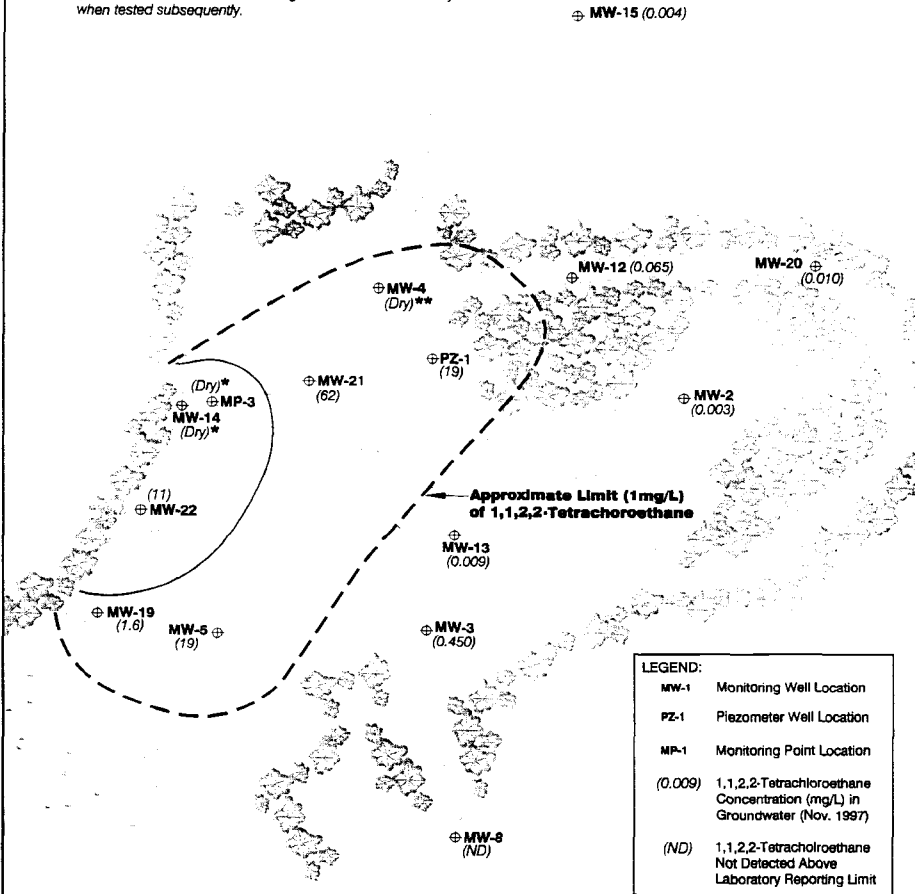 when tested subsequently.
MW-15 (0.004)
MW-12 (0.065)
MW-20
(0.010)
MW-4
(Dry)**
PZ-1
(19)
MW-21
(62)
(Dry)*
MP-3
MW-14
(Dry)*
MW-2
(0.003)
(11)
MW-22
Approximate Limit (1mg/L)
of 1,1,2,2-Tetrachoroethane
MW-13
(0.009)
MW-19
(1.6)
MW-5
(19)
MW-3
(0.450)
MW-8
(ND)
LEGEND:
MW-1 Monitoring Well Location
PZ-1 Piezometer Well Location
MP-1 Monitoring Point Location
(0.009) 1,1,2,2-Tetrachloroethane
Concentration (mg/L) in
Groundwater (Nov. 1997)
(ND) 1,1,2,2-Tetracholroethane
Not Detected Above
Laboratory Reporting Limit